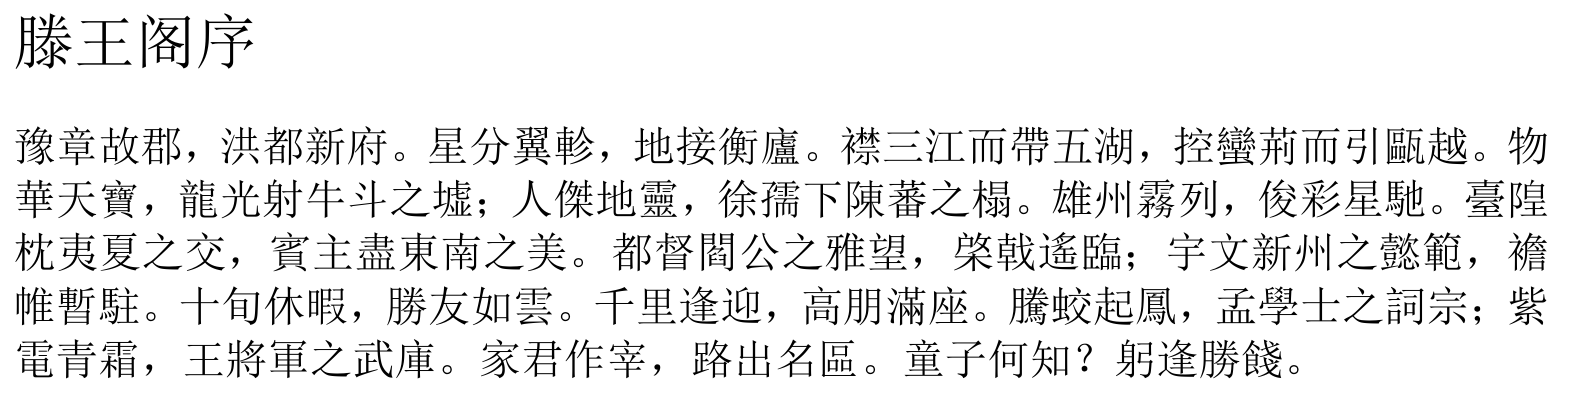 滕王阁序
豫章故郡，洪都新府。星分翼軫，地接衡廬。襟三江而帶五湖，控蠻荊而引甌越。物
華天寶，龍光射牛斗之墟；人傑地靈，徐孺下陳蕃之榻。雄州霧列，俊彩星馳。臺隍
枕夷夏之交，賓主盡東南之美。都督閻公之雅望，棨戟遙臨；宇文新州之懿範，襜
帷暫駐。十旬休暇，勝友如雲。千里逢迎，高朋滿座。騰蛟起鳳，孟學士之詞宗；紫
電青霜，王將軍之武庫。家君作宰，路出名區。童子何知？躬逢勝餞。